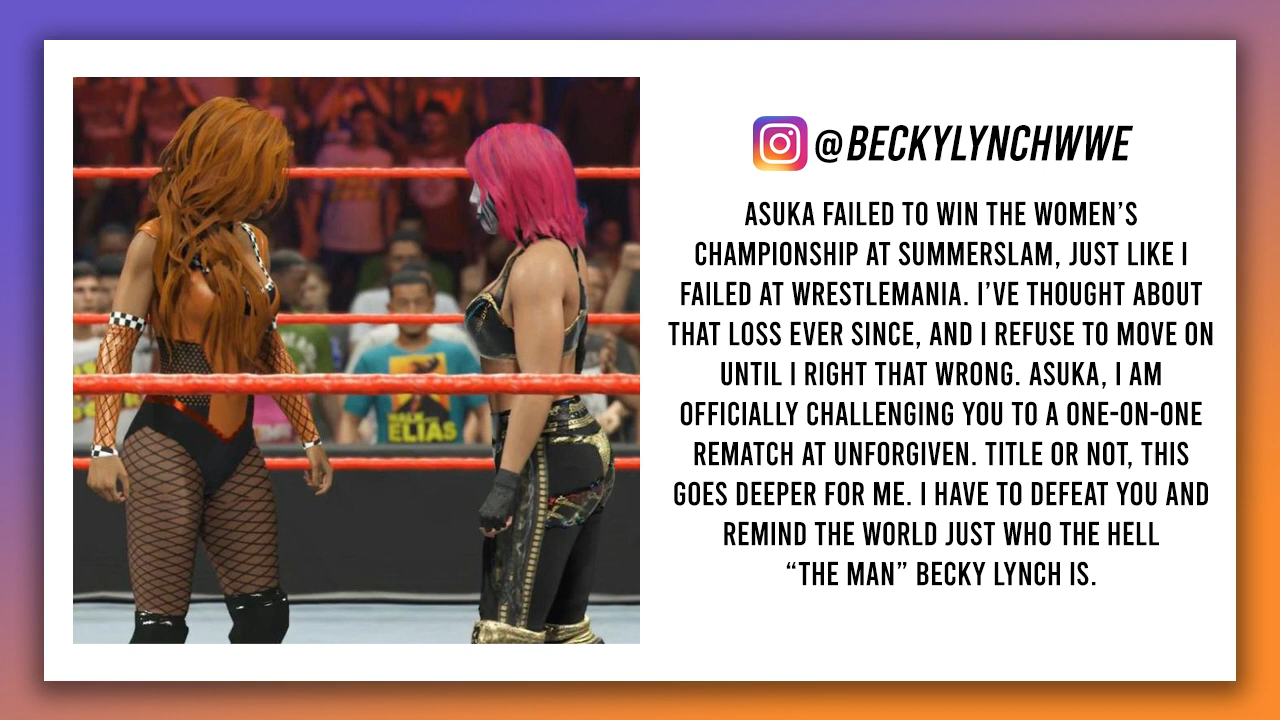 @BECKYLYNCHWWE
ASUKA FAILED TO WIN THE WOMEN’S
CHAMPIONSHIP AT SUMMERSLAM, JUST LIKE I
FAILED AT WRESTLEMANIA. I’VE THOUGHT ABOUT
THAT LOSS EVER SINCE, AND I REFUSE TO MOVE ON
UNTIL I RIGHT THAT WRONG. ASUKA, I AM
OFFICIALLY CHALLENGING YOU TO A ONE-ON-ONE
REMATCH AT UNFORGIVEN. TITLE OR NOT, THIS
GOES DEEPER FOR ME. I HAVE TO DEFEAT YOU AND
REMIND THE WORLD JUST WHO THE HELL
“THE MAN” BECKY LYNCH IS.
WALK
ELIAS